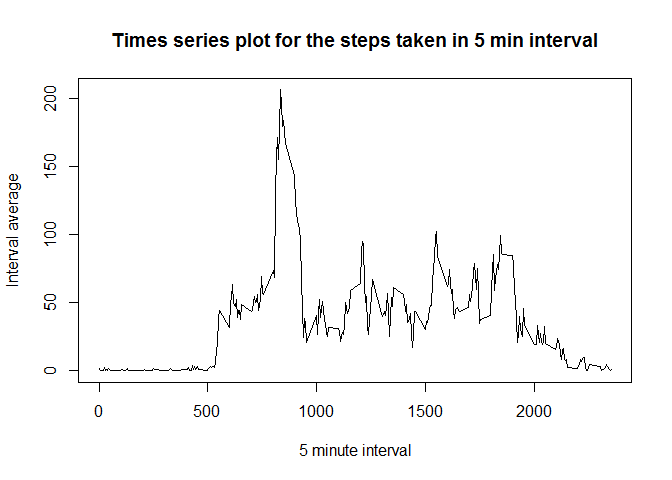 Times series plot for the steps taken in 5 min interval
Interval average
200
150
100
50
0
0 500 1000 1500 2000
5 minute interval